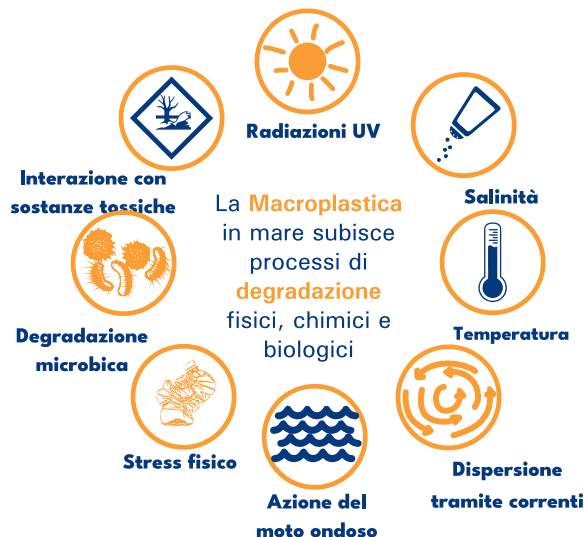 Radiazioni UV
Salinità
Temperatura
Dispersione
tramite correnti
Azione del
moto ondoso
Stress fisico
Degradazione
microbica
Interazione con
sostanze tossiche
La Macroplastica
in mare subisce
processi di
degradazione
fisici, chimici e
biologici